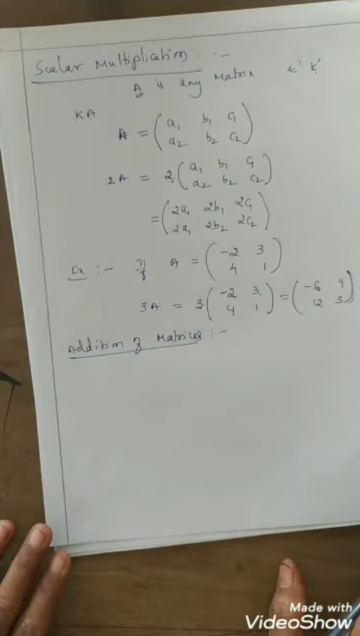 Scalar Multiplication : -
A is any Matrix 'K'
KA
A = ( a₁ b₁ c₁
a₂ b₂ c₂ )
2A = 2 ( a₁ b₁ c₁
a₂ b₂ c₂ )
= ( 2a₁ 2b₁ 2c₁
2a₂ 2b₂ 2c₂ )
Ex : - If A = ( -2 3
4 1 )
3A = 3 ( -2 3
4 1 ) = ( -6 9
12 3 )
Addition of Matrices : -
Made with
VideoShow